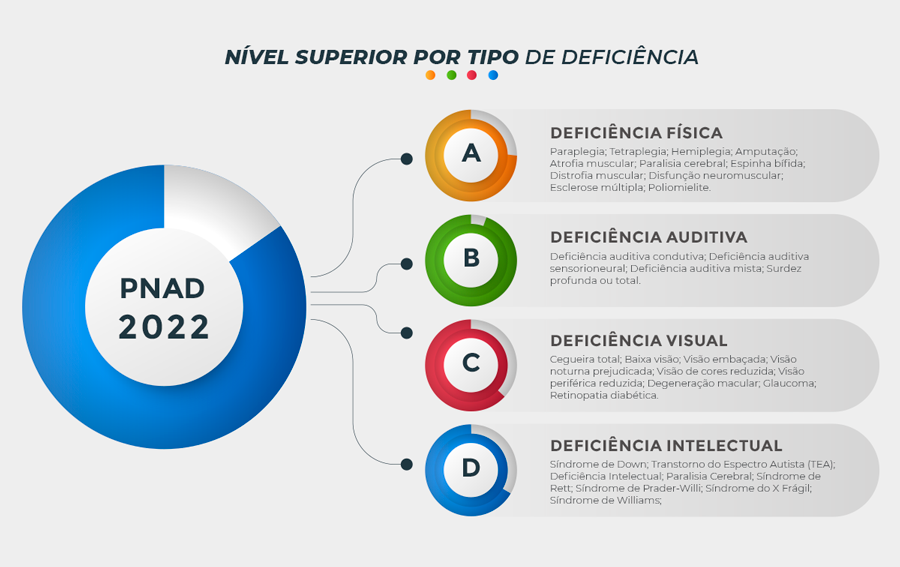 NÍVEL SUPERIOR POR TIPO DE DEFICIÊNCIA
PNAD
2022
A
DEFICIÊNCIA FÍSICA
Paraplegia; Tetraplegia; Hemiplegia; Amputação;
Atrofia muscular; Paralisia cerebral; Espinha bífida;
Distrofia muscular; Disfunção neuromuscular;
Esclerose múltipla; Poliomielite.
B
DEFICIÊNCIA AUDITIVA
Deficiência auditiva condutiva; Deficiência auditiva
sensorioneural; Deficiência auditiva mista; Surdez
profunda ou total.
C
DEFICIÊNCIA VISUAL
Cegueira total; Baixa visão; Visão embaçada; Visão
noturna prejudicada; Visão de cores reduzida; Visão
periférica reduzida; Degeneração macular; Glaucoma;
Retinopatia diabética.
D
DEFICIÊNCIA INTELECTUAL
Síndrome de Down; Transtorno do Espectro Autista (TEA);
Deficiência Intelectual; Paralisia Cerebral; Síndrome de
Rett; Síndrome de Prader-Willi; Síndrome do X Frágil;
Síndrome de Williams;